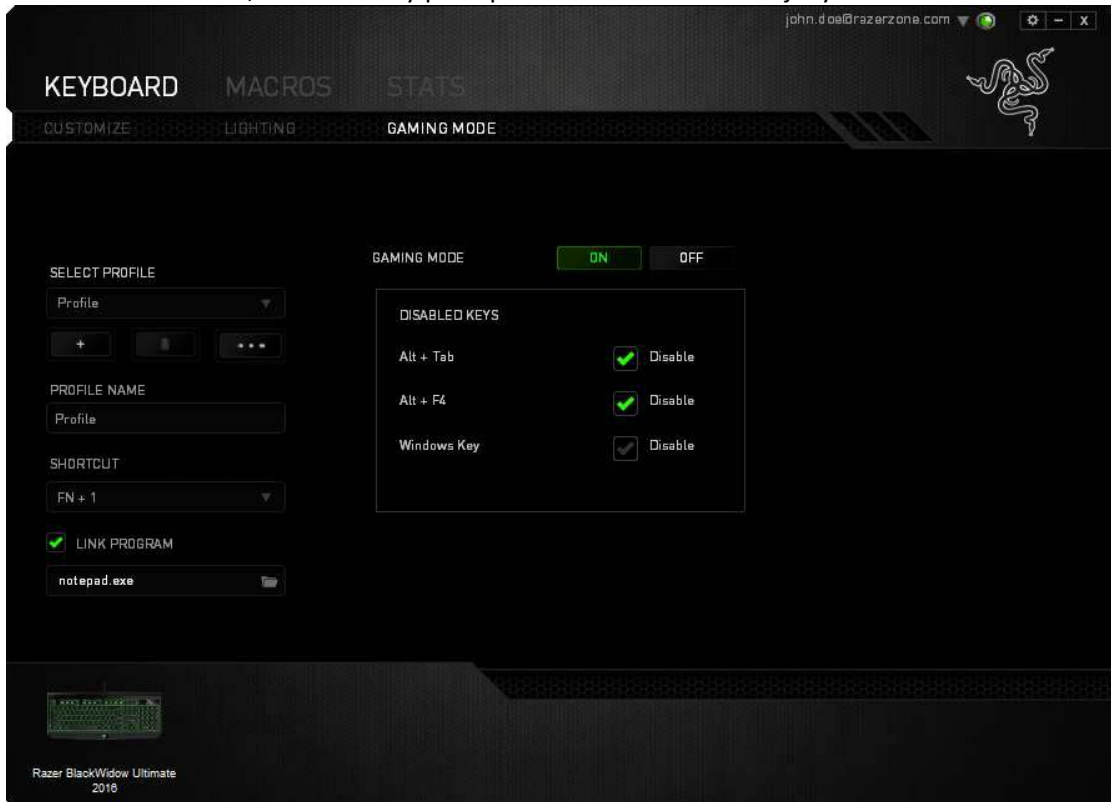 john.doe@razerzone.com
KEYBOARD MACROS STATS
CUSTOMIZE LIGHTING GAMING MODE
SELECT PROFILE
Profile
+
PROFILE NAME
Profile
SHORTCUT
FN + 1
LINK PROGRAM
notepad.exe
GAMING MODE ON OFF
DISABLED KEYS
Alt + Tab Disable
Alt + F4 Disable
Windows Key Disable
Razer BlackWidow Ultimate
2016